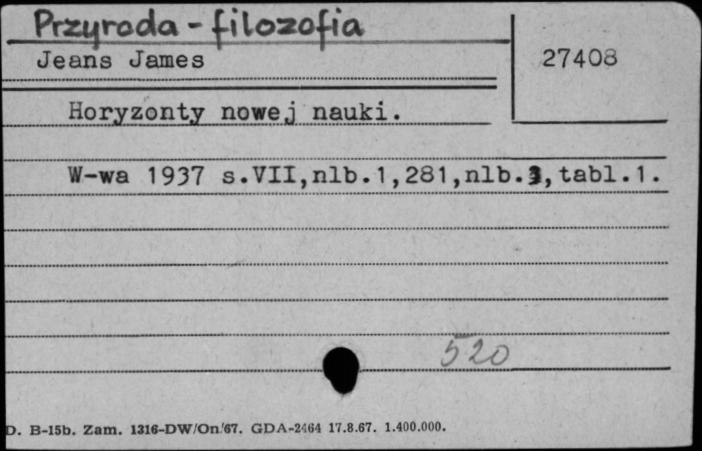 Przyroda - filozofia
Jeans James
27408
Horyzonty nowej nauki.
W-wa 1937 s.VII,nlb.1,281,nlb.3,tabl.1.
520
D. B-15b. Zam. 1316-DW/On/67. GDA-2464 17.8.67. 1.400.000.